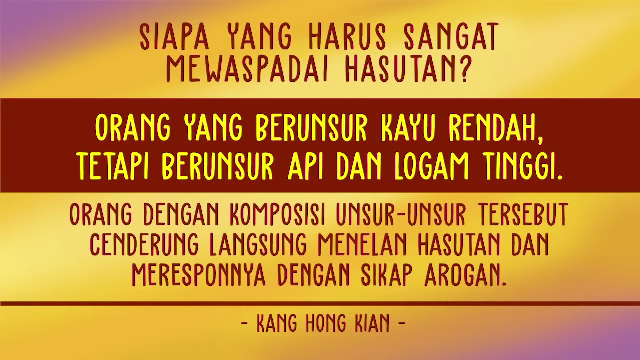 SIAPA YANG HARUS SANGAT
MEWASPADAI HASUTAN?
ORANG YANG BERUNSUR KAYU RENDAH,
TETAPI BERUNSUR API DAN LOGAM TINGGI.
ORANG DENGAN KOMPOSISI UNSUR-UNSUR TERSEBUT
CENDERUNG LANGSUNG MENELAN HASUTAN DAN
MERESPONNYA DENGAN SIKAP AROGAN.
- KANG HONG KIAN -